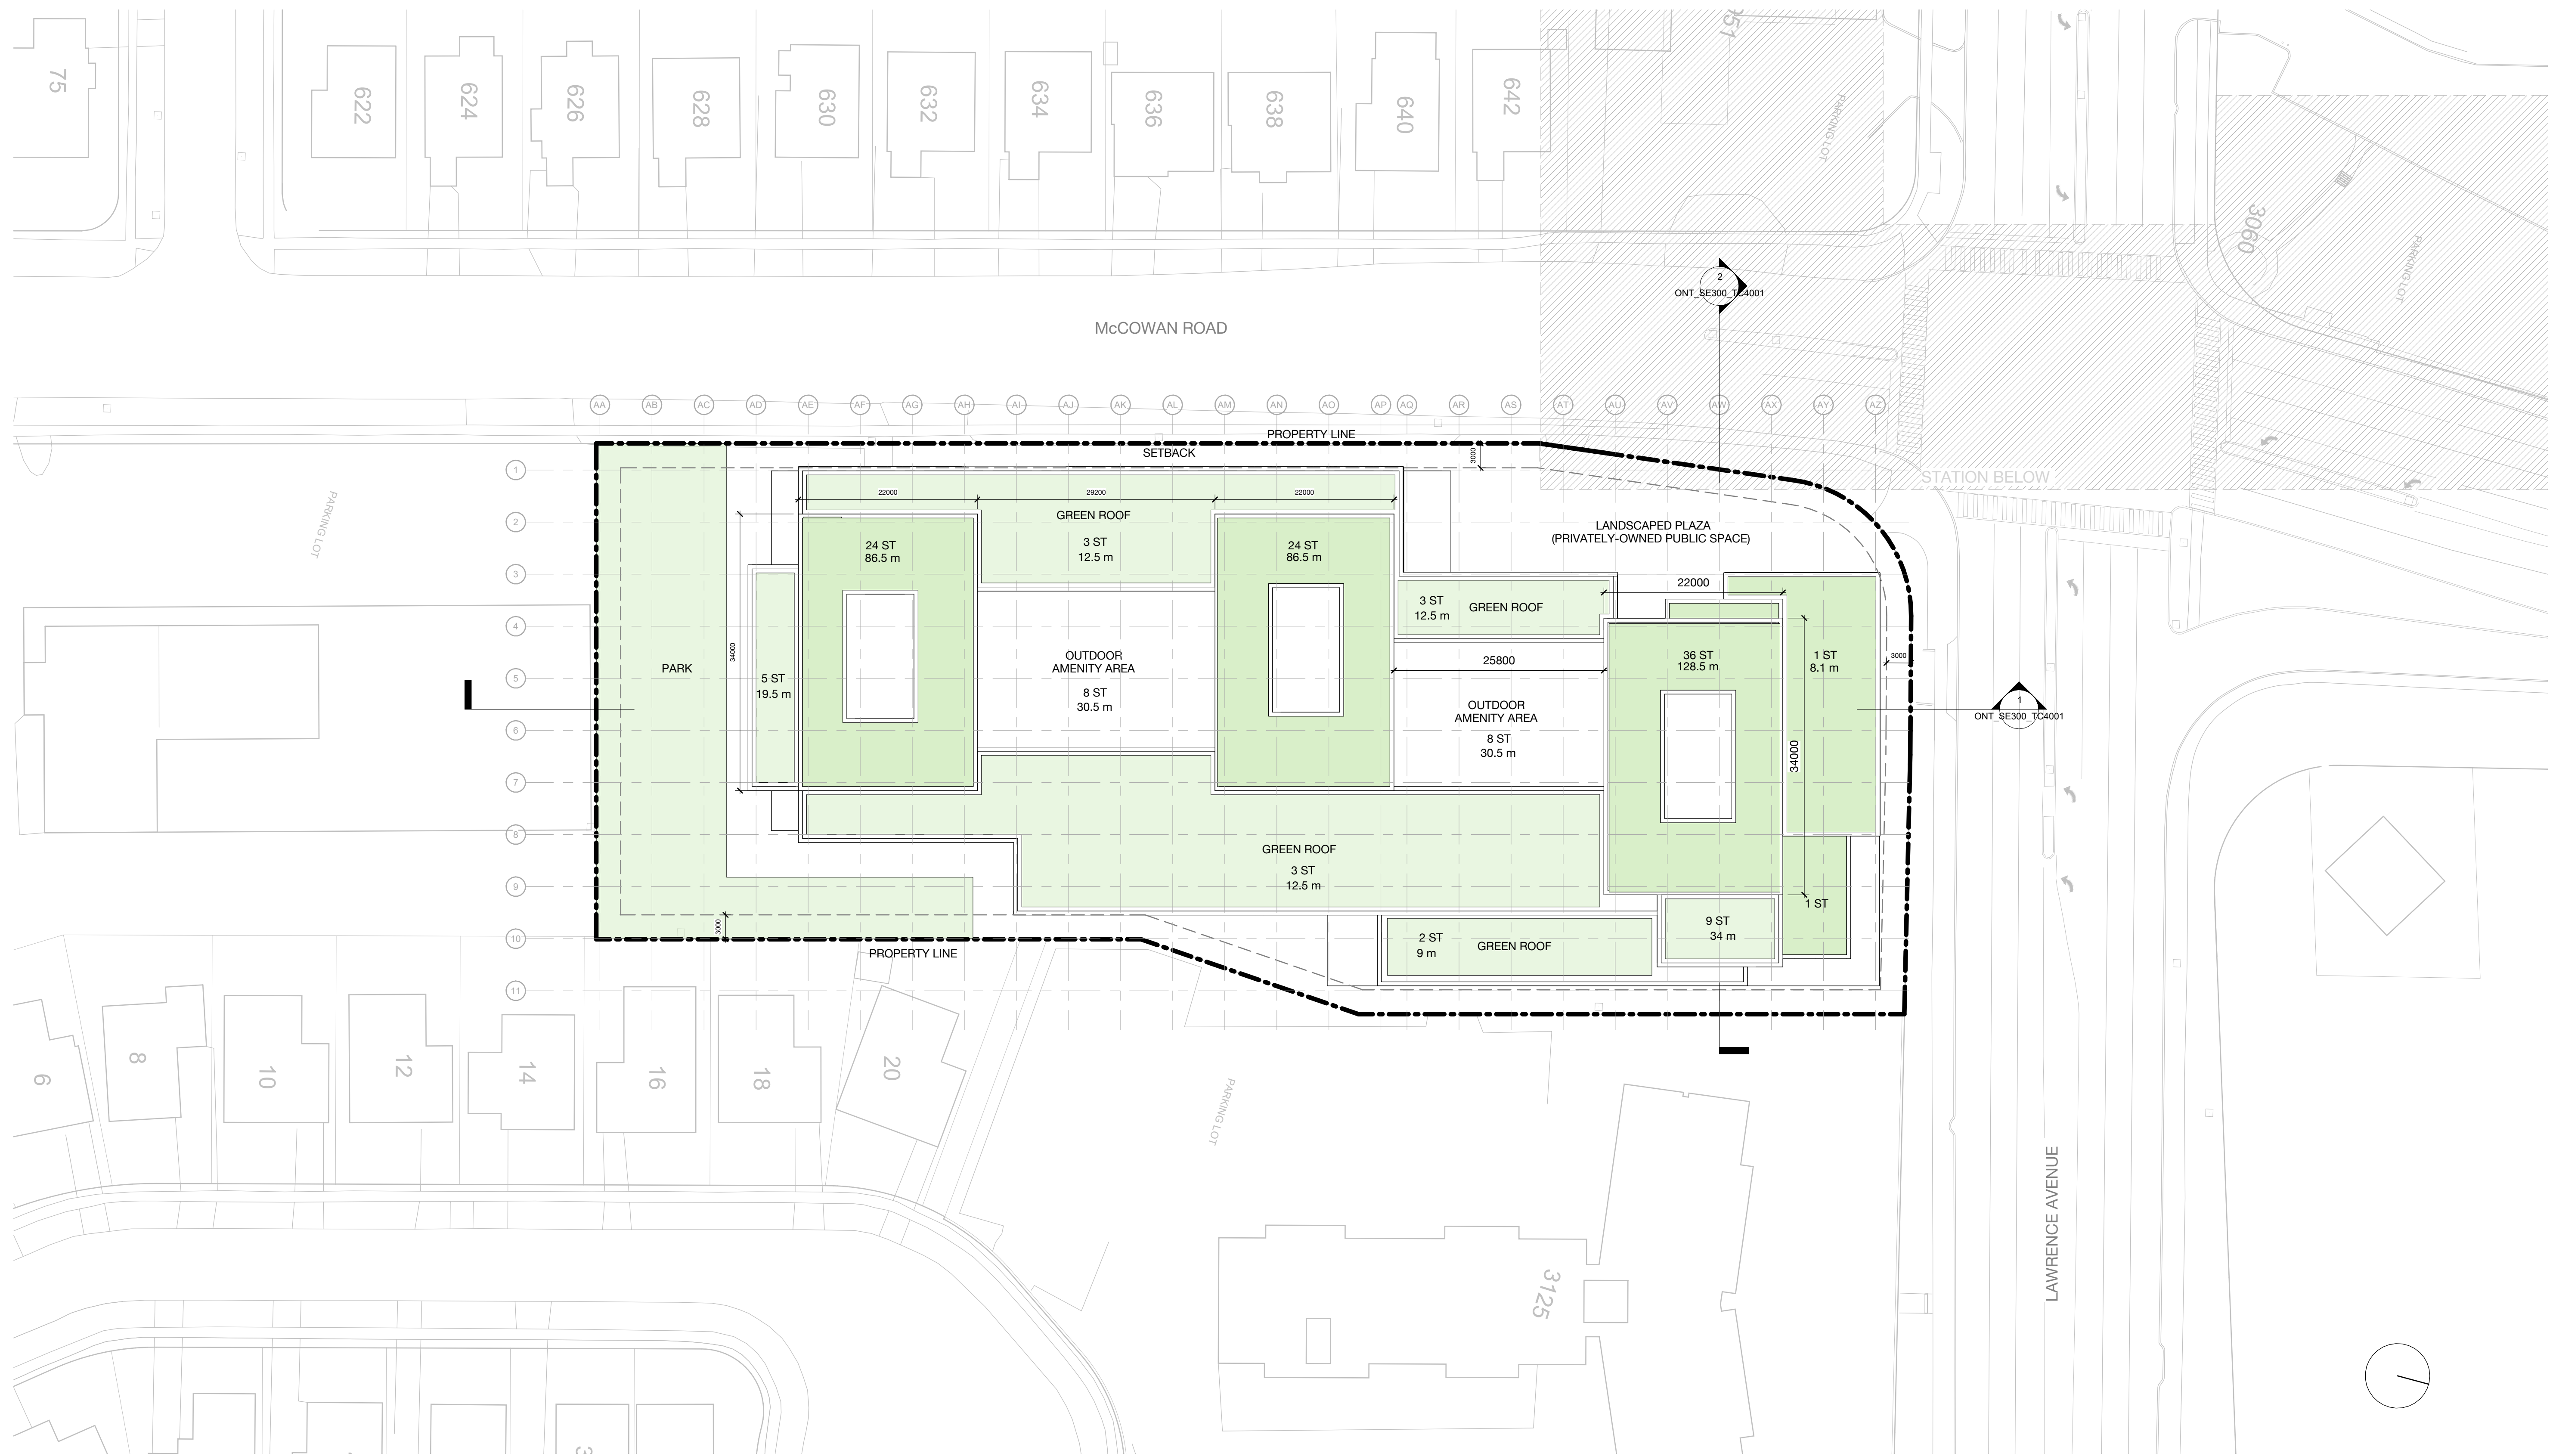 75
622
624
626
628
630
632
634
636
638
640
642
PARKING LOT
3060
PARKING LOT
2
ONT_SE300_TC4001
McCOWAN ROAD
AA
AB
AC
AD
AE
AF
AG
AH
AI
AJ
AK
AL
AM
AN
AO
AP
AQ
AR
AS
AT
AU
AV
AW
AX
AY
AZ
PROPERTY LINE
SETBACK
3000
STATION BELOW
1
2
3
4
5
6
7
8
9
10
11
PARKING LOT
22000
29200
22000
GREEN ROOF
3 ST
12.5 m
24 ST
86.5 m
24 ST
86.5 m
LANDSCAPED PLAZA
(PRIVATELY-OWNED PUBLIC SPACE)
22000
3 ST
12.5 m
GREEN ROOF
34000
PARK
5 ST
19.5 m
OUTDOOR
AMENITY AREA
8 ST
30.5 m
25800
OUTDOOR
AMENITY AREA
8 ST
30.5 m
36 ST
128.5 m
1 ST
8.1 m
3000
34000
1
ONT_SE300_TC4001
GREEN ROOF
3 ST
12.5 m
1 ST
9 ST
34 m
2 ST
9 m
GREEN ROOF
3000
PROPERTY LINE
6
8
10
12
14
16
18
20
PARKING LOT
3125
LAWRENCE AVENUE